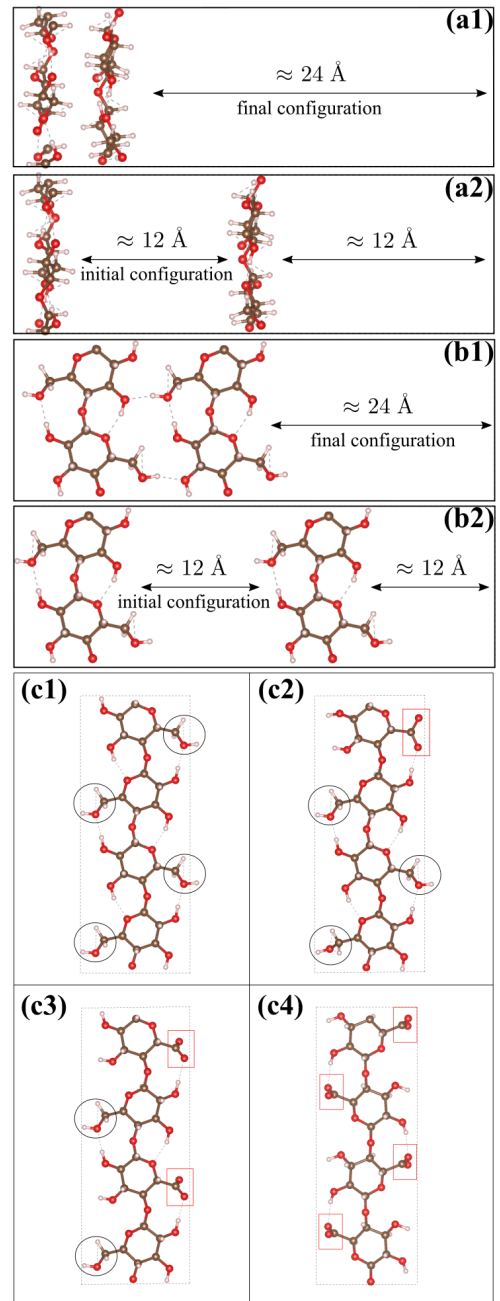 (a1)
≈ 24 Å
final configuration
(a2)
≈ 12 Å
≈ 12 Å
initial configuration
(b1)
≈ 24 Å
final configuration
(b2)
≈ 12 Å
≈ 12 Å
initial configuration
(c1)
(c2)
(c3)
(c4)